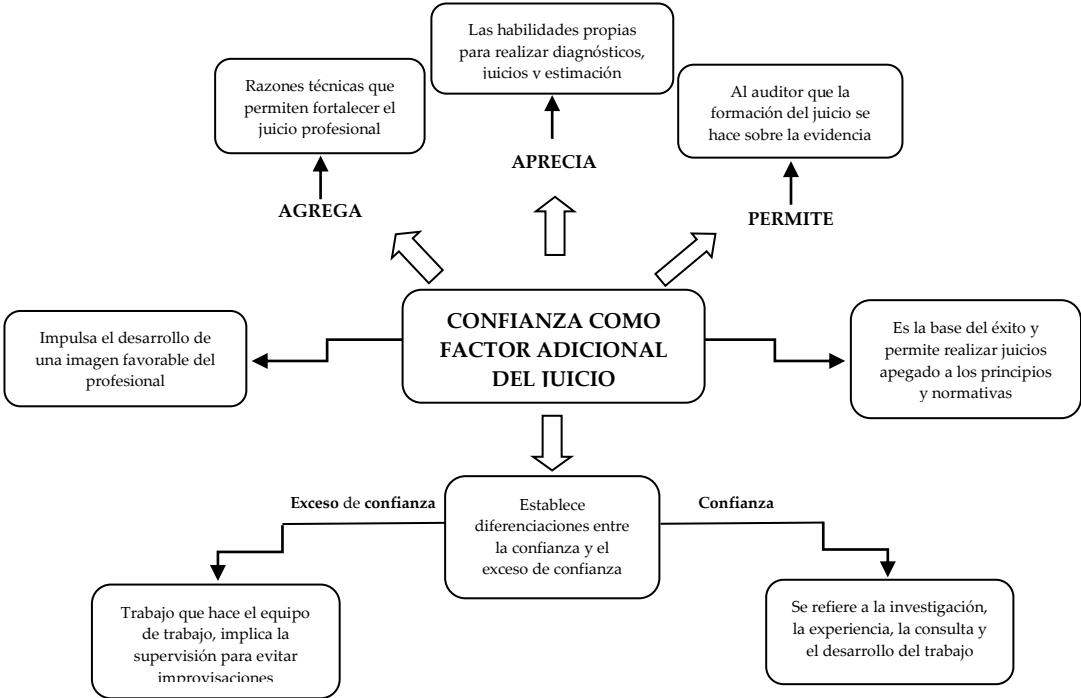 Las habilidades propias
para realizar diagnósticos,
juicios y estimación
Razones técnicas que
permiten fortalecer el
juicio profesional
Al auditor que la
formación del juicio se
hace sobre la evidencia
APRECIA
AGREGA
PERMITE
Impulsa el desarrollo de
una imagen favorable del
profesional
CONFIANZA COMO
FACTOR ADICIONAL
DEL JUICIO
Es la base del éxito y
permite realizar juicios
apegado a los principios
y normativas
Exceso de confianza
Establece
diferenciaciones entre
la confianza y el
exceso de confianza
Confianza
Trabajo que hace el equipo
de trabajo, implica la
supervisión para evitar
improvisaciones
Se refiere a la investigación,
la experiencia, la consulta y
el desarrollo del trabajo